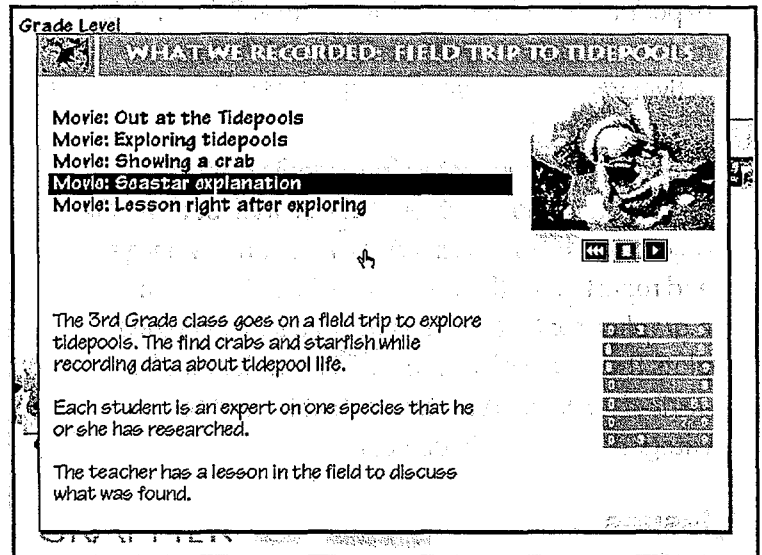 Grade Level
WHAT WE RECORDED: FIELD TRIP TO TIDEPOOLS
Movie: Out at the Tidepools
Movie: Exploring tidepools
Movie: Showing a crab
Movie: Seastar explanation
Movie: Lesson right after exploring
The 3rd Grade class goes on a field trip to explore
tidepools. The find crabs and starfish while
recording data about tidepool life.
Each student is an expert on one species that he
or she has researched.
The teacher has a lesson in the field to discuss
what was found.